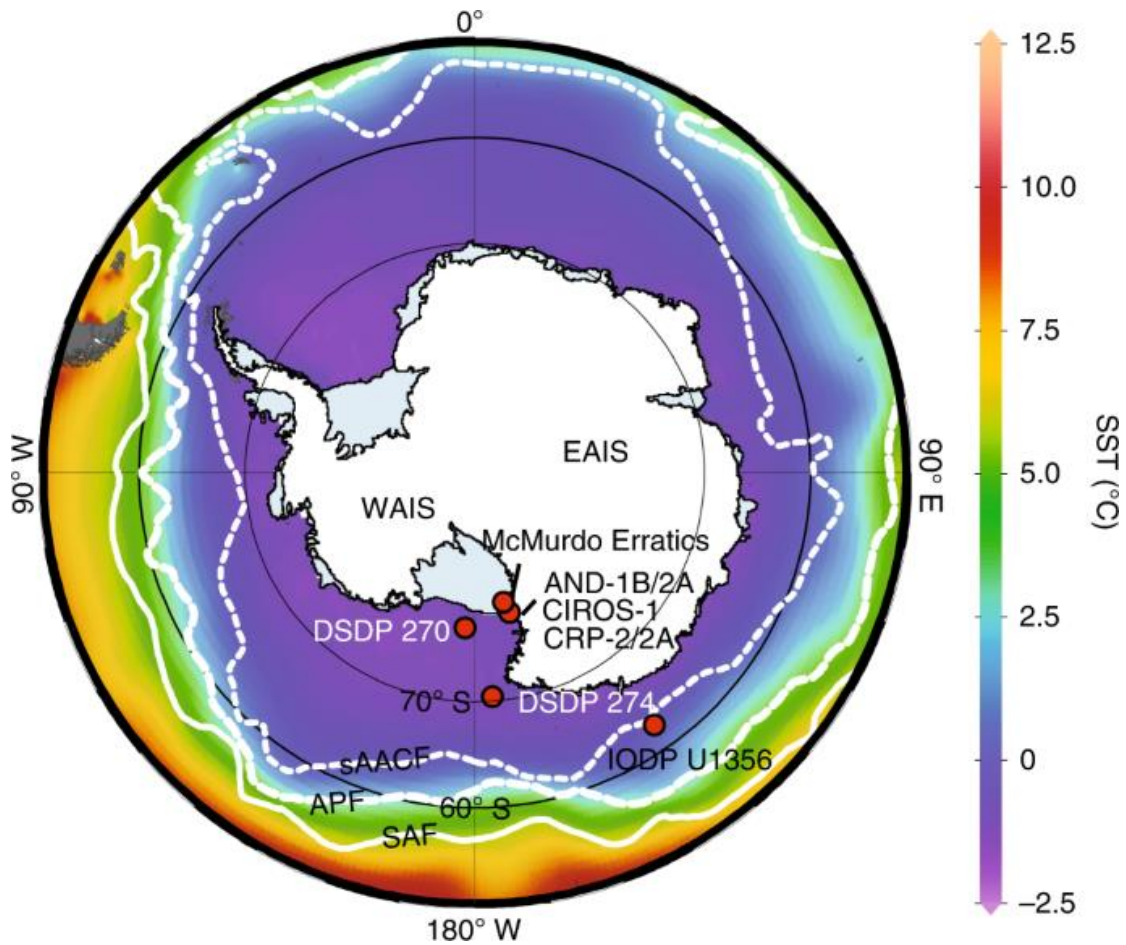 0°
12.5
10.0
7.5
SST (°C)
5.0
2.5
0
–2.5
90° W
90° E
EAIS
WAIS
McMurdo Erratics
AND-1B/2A
CIROS-1
CRP-2/2A
DSDP 270
70° S
DSDP 274
sAACF
IODP U1356
APF
60° S
SAF
180° W